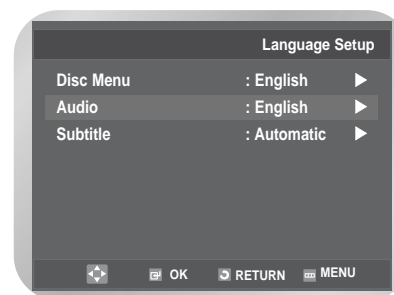 Language Setup
Disc Menu : English ▶
Audio : English ▶
Subtitle : Automatic ▶
OK RETURN MENU